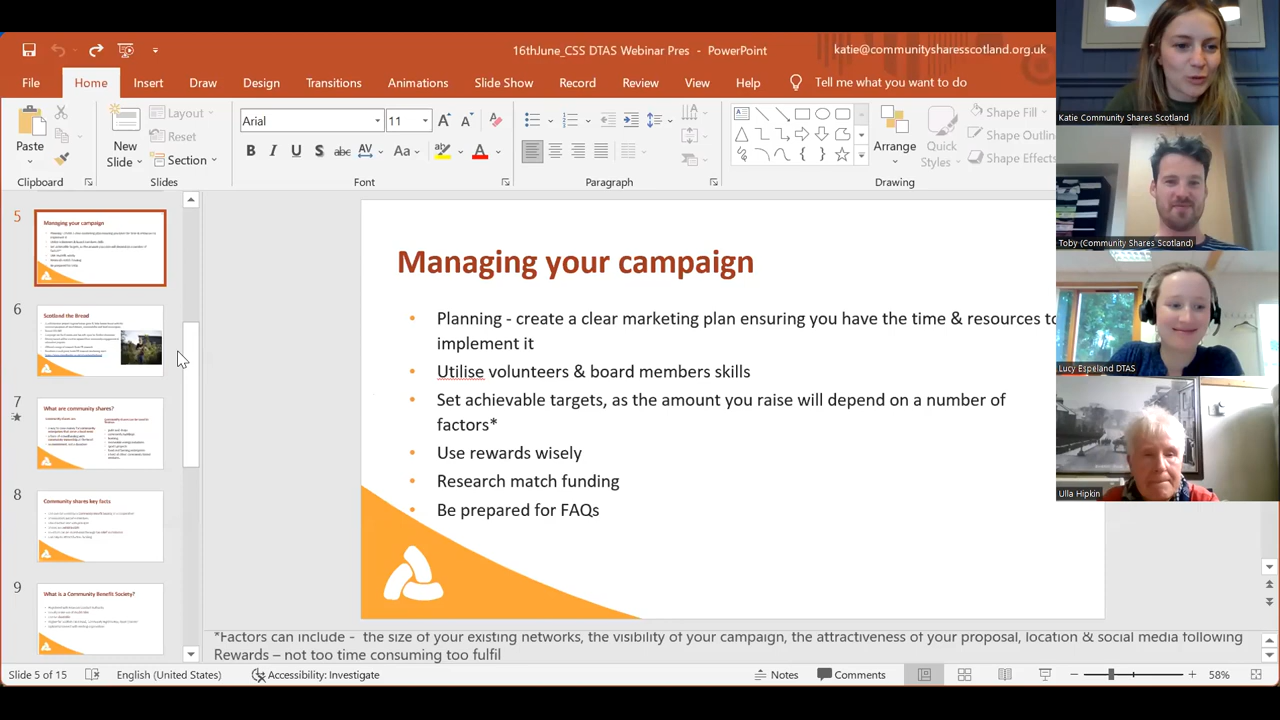 16thJune_CSS DTAS Webinar Pres - PowerPoint
katie@communitysharesscotland.org.uk
File Home Insert Draw Design Transitions Animations Slide Show Record Review View Help Tell me what you want to do
Paste
Clipboard
New
Slide
Layout
Reset
Section
Slides
Arial
11
B I U S abc AV Aa A
Font
Paragraph
Arrange
Quick
Styles
Shape Fill
Shape Outlin
Shape Effects
Drawing
Katie Community Shares Scotland
Toby (Community Shares Scotland)
Lucy Espeland DTAS
Ulla Hipkin
5
Managing your campaign
6
Scotland the Bread
7
What are community shares?
8
Community shares key facts
9
What is a Community Benefit Society?
Managing your campaign
• Planning - create a clear marketing plan ensuring you have the time & resources to
implement it
• Utilise volunteers & board members skills
• Set achievable targets, as the amount you raise will depend on a number of
factors*
• Use rewards wisely
• Research match funding
• Be prepared for FAQs
*Factors can include - the size of your existing networks, the visibility of your campaign, the attractiveness of your proposal, location & social media following
Rewards – not too time consuming too fulfil
Slide 5 of 15
English (United States)
Accessibility: Investigate
Notes
Comments
58%